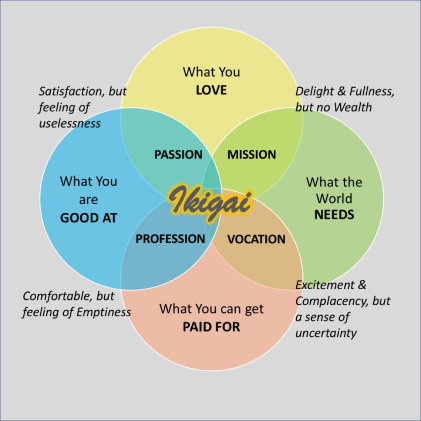 What You
LOVE
Satisfaction, but
feeling of
uselessness
Delight & Fullness,
but no Wealth
PASSION
MISSION
What You
are
GOOD AT
Ikigai
What the
World
NEEDS
PROFESSION
VOCATION
Comfortable, but
feeling of Emptiness
What You can get
PAID FOR
Excitement &
Complacency, but
a sense of
uncertainty